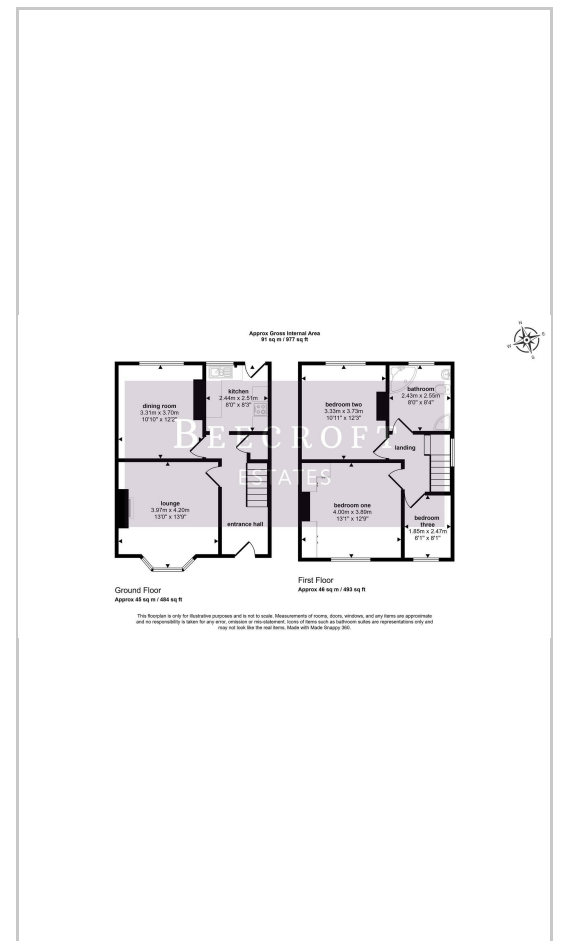 Approx Gross Internal Area
91 sq m / 977 sq ft
N
E
S
W
dining room
3.31m x 3.70m
10'10" x 12'2"
kitchen
2.44m x 2.51m
8'0" x 8'3"
lounge
3.97m x 4.20m
13'0" x 13'9"
entrance hall
bedroom two
3.33m x 3.73m
10'11" x 12'3"
bathroom
2.43m x 2.55m
8'0" x 8'4"
landing
bedroom one
4.00m x 3.89m
13'1" x 12'9"
bedroom
three
1.85m x 2.47m
6'1" x 8'1"
BEECROFT
ESTATES
Ground Floor
Approx 45 sq m / 484 sq ft
First Floor
Approx 46 sq m / 493 sq ft
This floorplan is only for illustrative purposes and is not to scale. Measurements of rooms, doors, windows, and any items are approximate
and no responsibility is taken for any error, omission or mis-statement. Icons of items such as bathroom suites are representations only and
may not look like the real items. Made with Made Snappy 360.